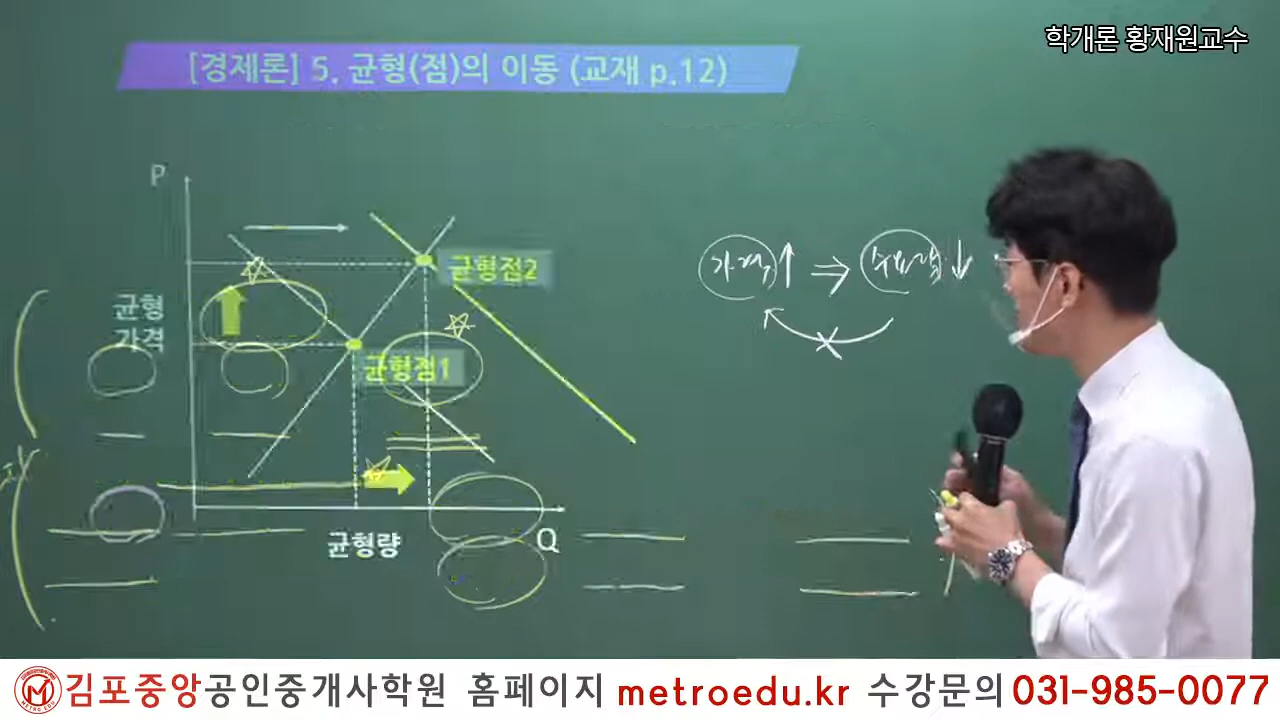 학개론 황재원교수
[경제론] 5. 균형(점)의 이동 (교재 p.12)
P
균형점2
가격↑ ⇒ 수요량↓
균형
가격
균형점1
균형량
Q
METRO EDU
김포중앙공인중개사학원 홈페이지 metroedu.kr 수강문의 031-985-0077